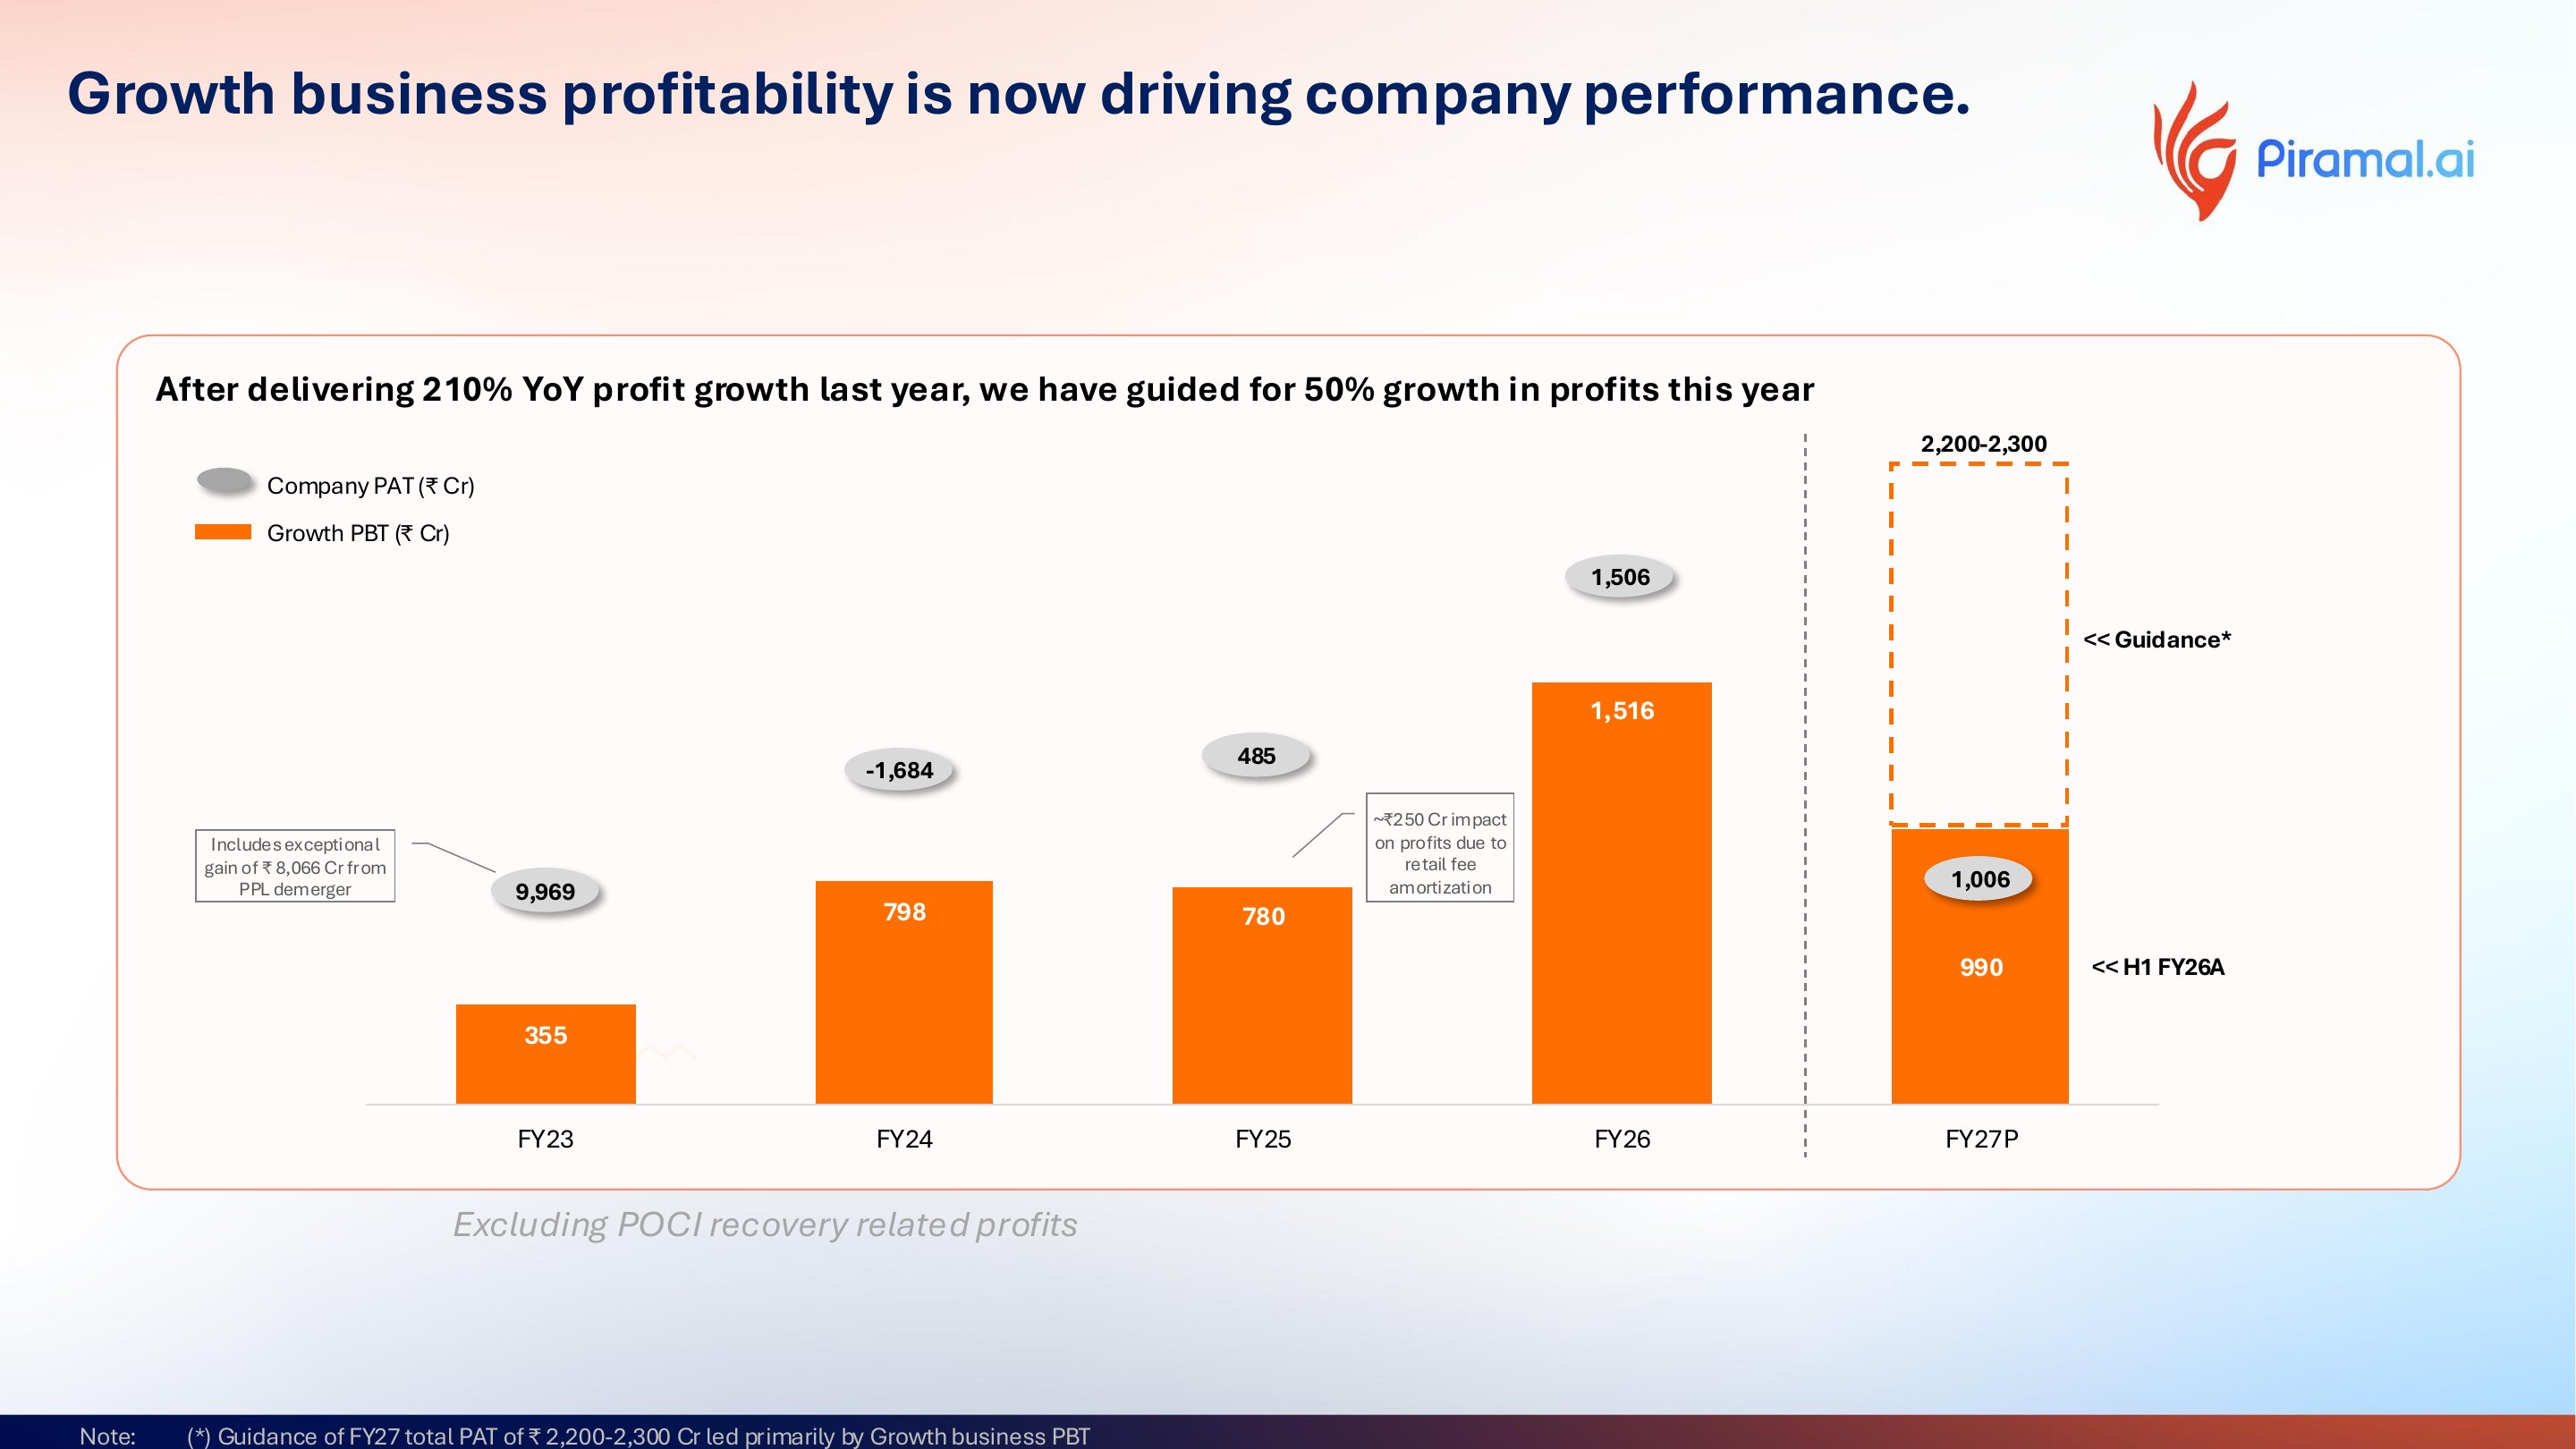 Growth business profitability is now driving company performance.
Piramal.ai
After delivering 210% YoY profit growth last year, we have guided for 50% growth in profits this year
Company PAT (₹ Cr)
Growth PBT (₹ Cr)
2,200-2,300
<< Guidance*
1,506
1,516
-1,684
485
~₹250 Cr impact
on profits due to
retail fee
amortization
Includes exceptional
gain of ₹ 8,066 Cr from
PPL demerger
9,969
798
780
1,006
990
<< H1 FY26A
355
FY23
FY24
FY25
FY26
FY27P
Excluding POCI recovery related profits
Note: (*) Guidance of FY27 total PAT of ₹ 2,200-2,300 Cr led primarily by Growth business PBT